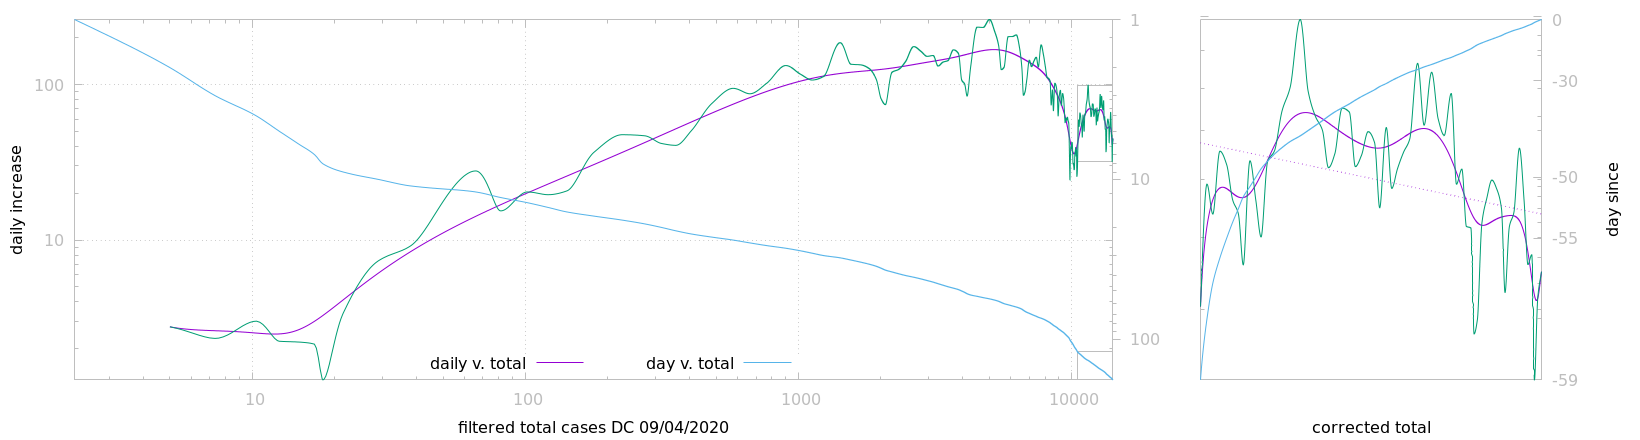 1
0
100
-30
daily increase
10
-50
day since
10
-55
daily v. total
day v. total
100
-59
10
100
1000
10000
filtered total cases DC 09/04/2020
corrected total